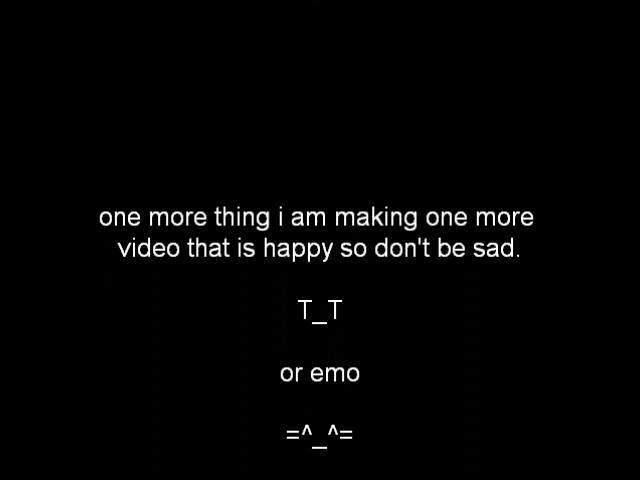 one more thing i am making one more
video that is happy so don't be sad.
T_T
or emo
=^_^=